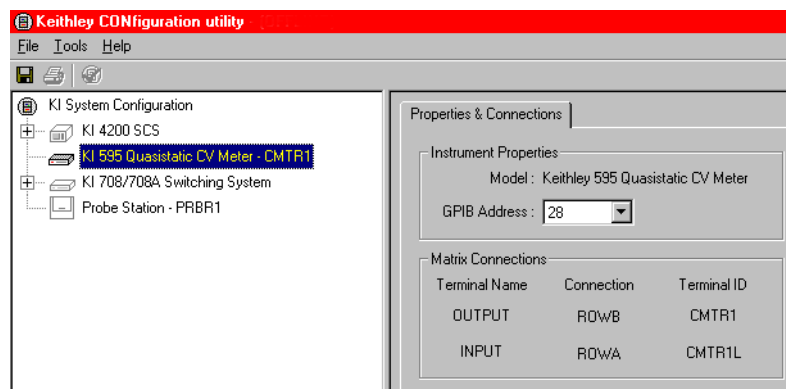 Keithley CONfiguration utility
File Tools Help
KI System Configuration
KI 4200 SCS
KI 595 Quasistatic CV Meter - CMTR1
KI 708/708A Switching System
Probe Station - PRBR1
Properties & Connections
Instrument Properties
Model : Keithley 595 Quasistatic CV Meter
GPIB Address : 28
Matrix Connections
Terminal Name Connection Terminal ID
OUTPUT ROWB CMTR1
INPUT ROWA CMTR1L